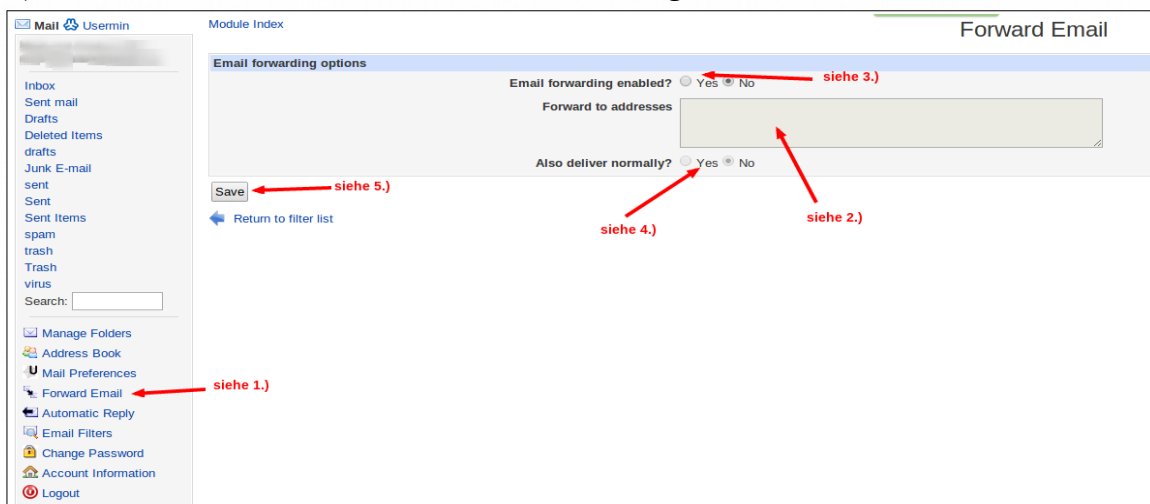 Mail Usermin
Module Index
Forward Email
Email forwarding options
Email forwarding enabled? Yes No
siehe 3.)
Forward to addresses
Also deliver normally? Yes No
Save
siehe 5.)
Return to filter list
siehe 4.)
siehe 2.)
Inbox
Sent mail
Drafts
Deleted Items
drafts
Junk E-mail
sent
Sent
Sent Items
spam
trash
Trash
virus
Search:
Manage Folders
Address Book
Mail Preferences
Forward Email
siehe 1.)
Automatic Reply
Email Filters
Change Password
Account Information
Logout